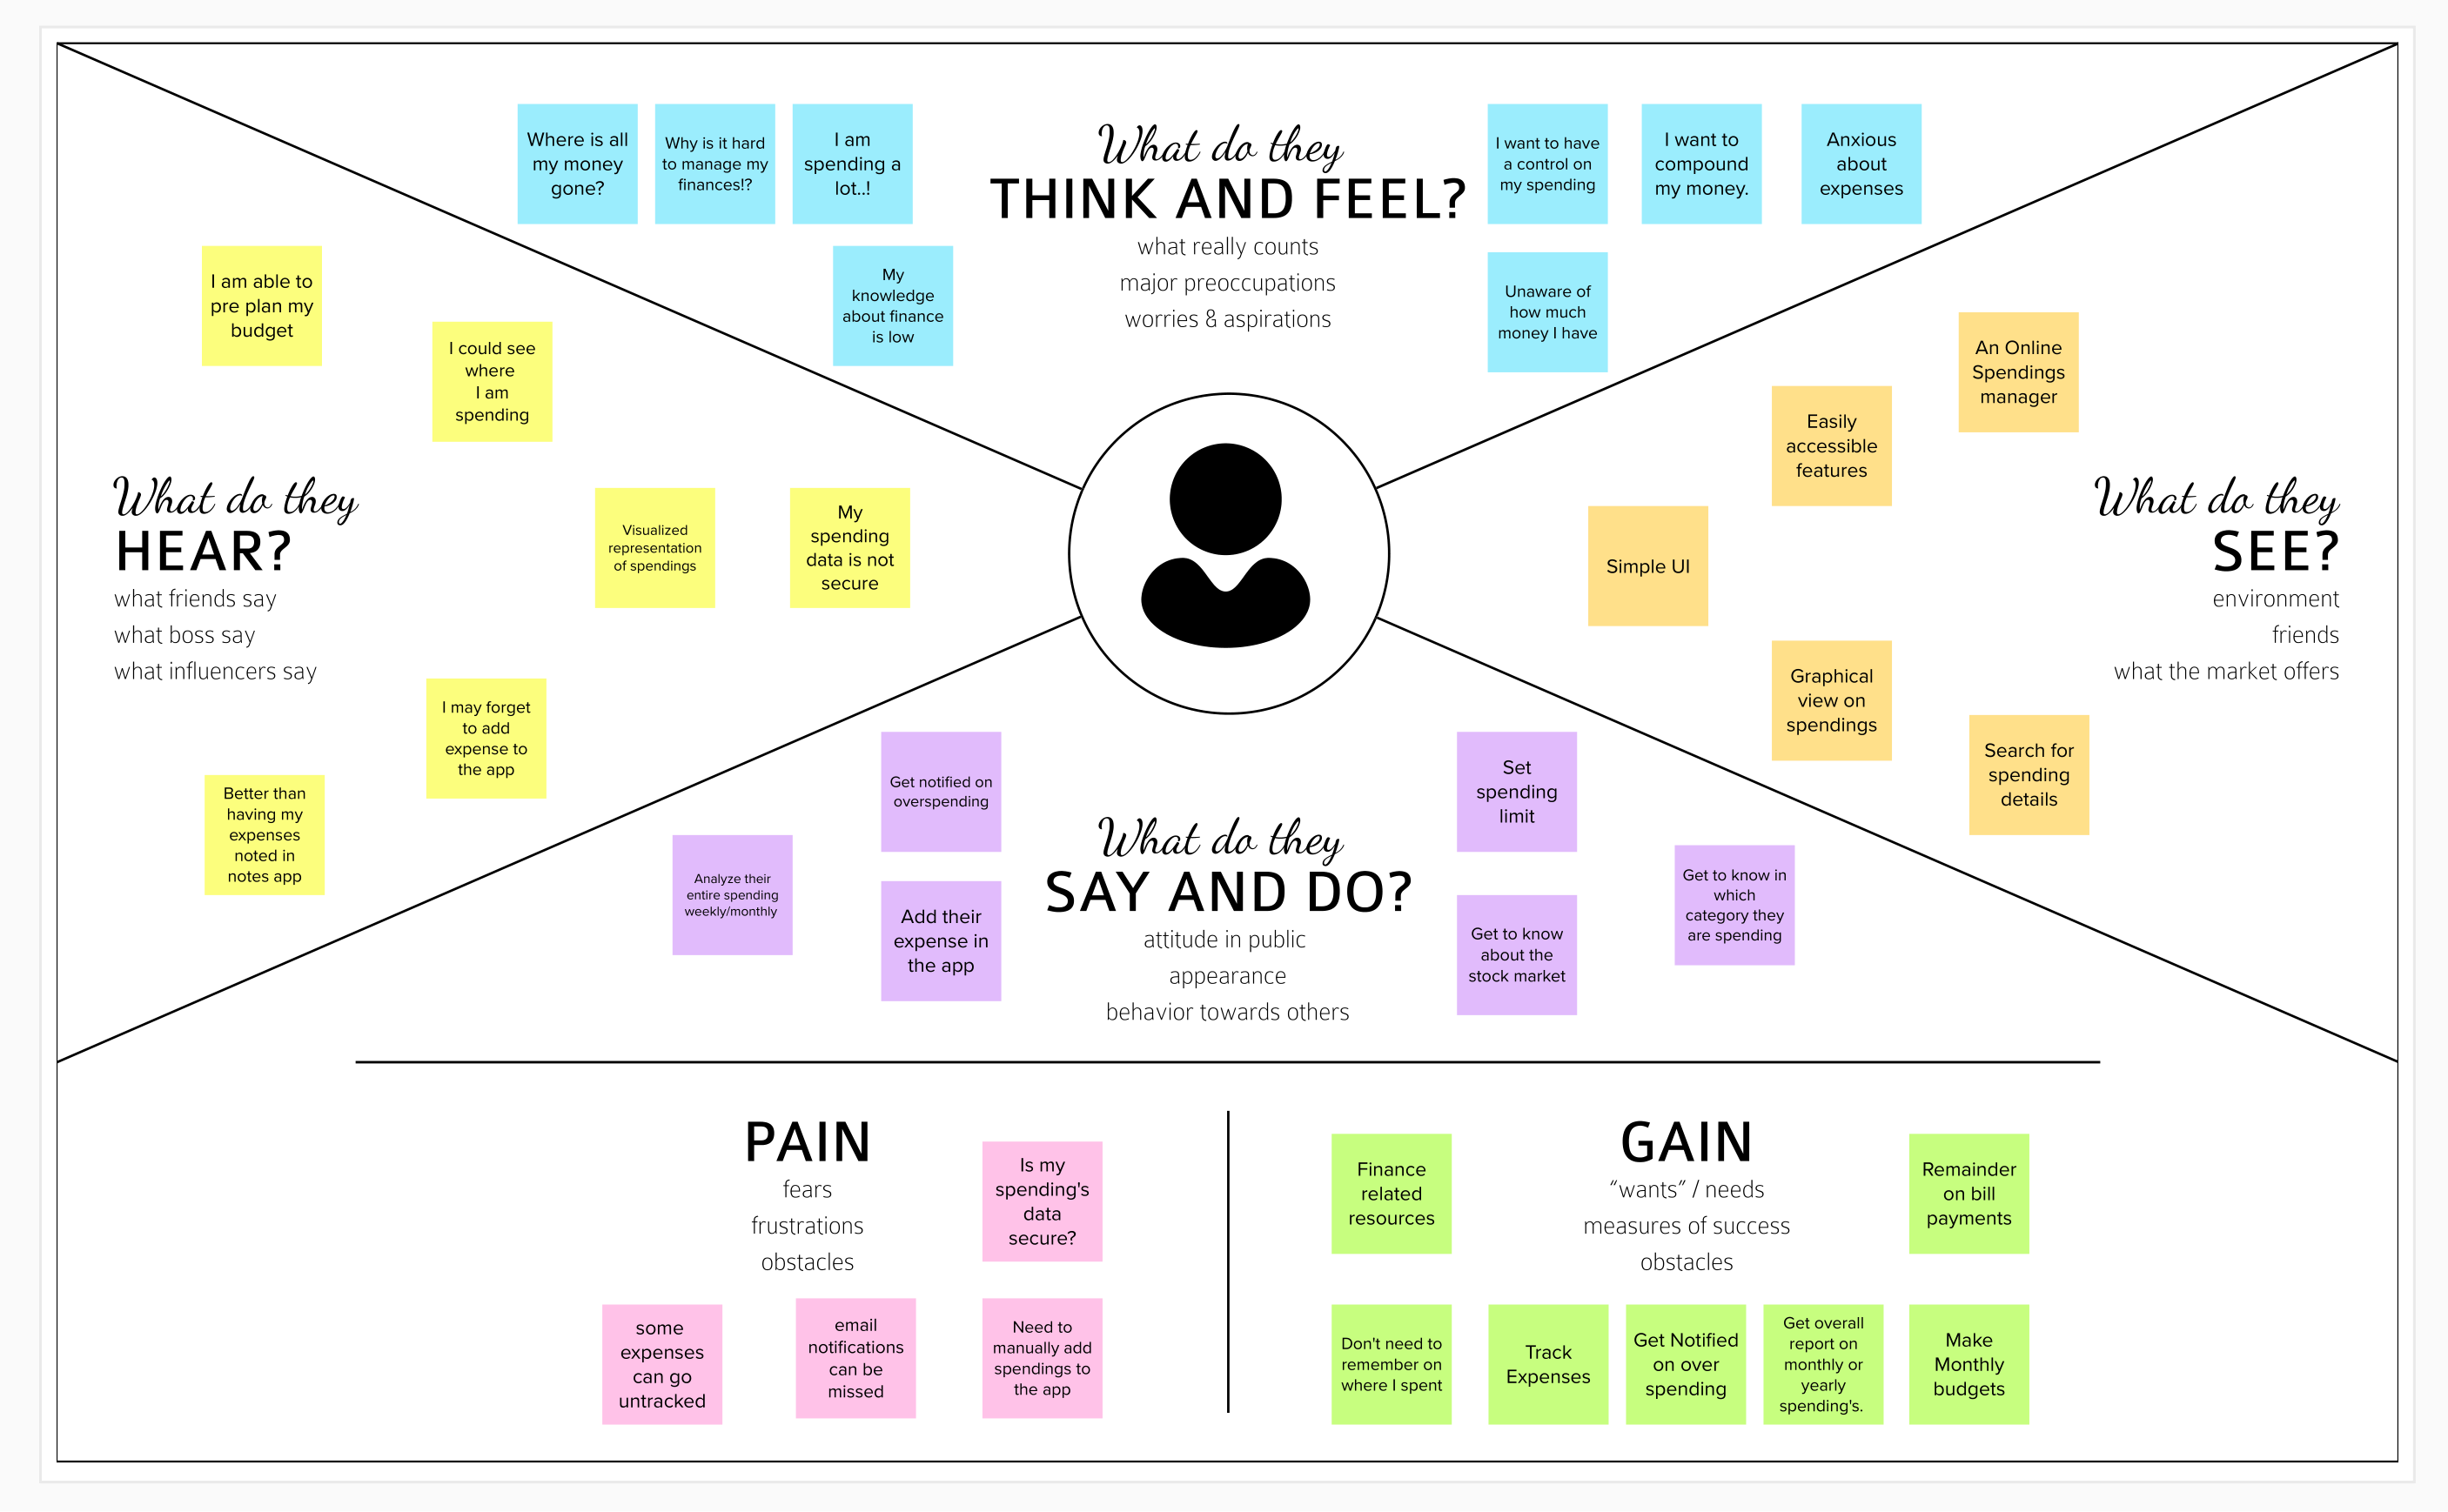 Where is all
my money
gone?
Why is it hard
to manage my
finances!?
I am
spending a
lot..!
My
knowledge
about finance
is low
What do they
THINK AND FEEL?
what really counts
major preoccupations
worries & aspirations
I want to have
a control on
my spending
I want to
compound
my money.
Anxious
about
expenses
Unaware of
how much
money I have
I am able to
pre plan my
budget
I could see
where
I am
spending
What do they
HEAR?
what friends say
what boss say
what influencers say
Visualized
representation
of spendings
My
spending
data is not
secure
I may forget
to add
expense to
the app
Better than
having my
expenses
noted in
notes app
An Online
Spendings
manager
Easily
accessible
features
Simple UI
What do they
SEE?
environment
friends
what the market offers
Graphical
view on
spendings
Search for
spending
details
Get notified on
overspending
Analyze their
entire spending
weekly/monthly
Add their
expense in
the app
What do they
SAY AND DO?
attitude in public
appearance
behavior towards others
Set
spending
limit
Get to know
about the
stock market
Get to know in
which
category they
are spending
PAIN
fears
frustrations
obstacles
Is my
spending's
data
secure?
some
expenses
can go
untracked
email
notifications
can be
missed
Need to
manually add
spendings to
the app
GAIN
“wants” / needs
measures of success
obstacles
Finance
related
resources
Remainder
on bill
payments
Don't need to
remember on
where I spent
Track
Expenses
Get Notified
on over
spending
Get overall
report on
monthly or
yearly
spending's.
Make
Monthly
budgets